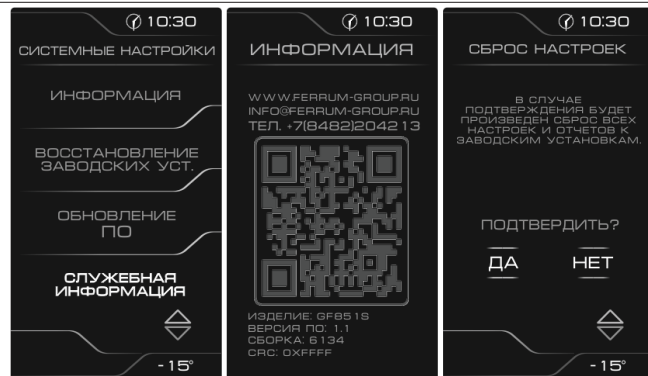 10:30
СИСТЕМНЫЕ НАСТРОЙКИ
ИНФОРМАЦИЯ
ВОССТАНОВЛЕНИЕ
ЗАВОДСКИХ УСТ.
ОБНОВЛЕНИЕ
ПО
СЛУЖЕБНАЯ
ИНФОРМАЦИЯ
-15°
10:30
ИНФОРМАЦИЯ
WWW.FERRUM-GROUP.RU
INFO@FERRUM-GROUP.RU
ТЕЛ. +7(8482)204213
ИЗДЕЛИЕ: GF851S
ВЕРСИЯ ПО: 1.1
СБОРКА: 6134
CRC: 0XFFFF
10:30
СБРОС НАСТРОЕК
В СЛУЧАЕ
ПОДТВЕРЖДЕНИЯ БУДЕТ
ПРОИЗВЕДЕН СБРОС ВСЕХ
НАСТРОЕК И ОТЧЕТОВ К
ЗАВОДСКИМ УСТАНОВКАМ.
ПОДТВЕРДИТЬ?
ДА НЕТ
-15°